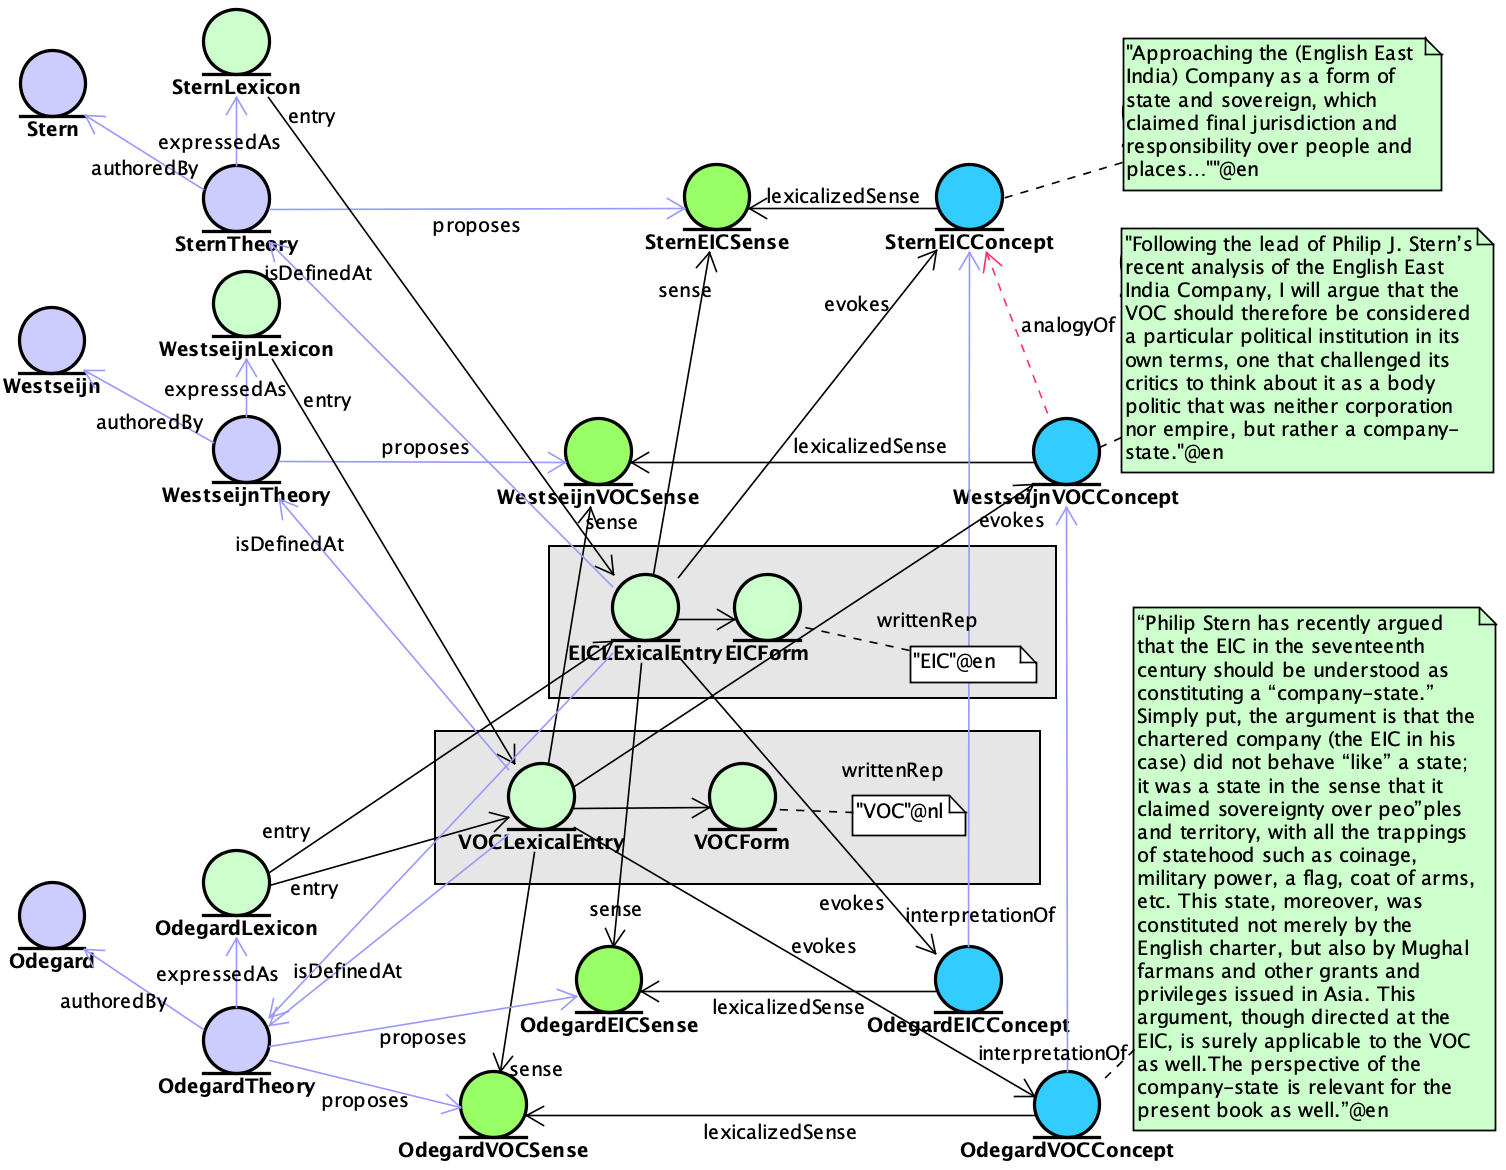 SternLexicon
Stern
entry
expressedAs
authoredBy
SternTheory
proposes
SternEICSense
lexicalizedSense
SternEICConcept
"Approaching the (English East
India) Company as a form of
state and sovereign, which
claimed final jurisdiction and
responsibility over people and
places...""@en
isDefinedAt
sense
evokes
analogyOf
WestseijnLexicon
Westseijn
expressedAs
entry
authoredBy
WestseijnTheory
proposes
WestseijnVOCSense
lexicalizedSense
WestseijnVOCConcept
"Following the lead of Philip J. Stern’s
recent analysis of the English East
India Company, I will argue that the
VOC should therefore be considered
a particular political institution in its
own terms, one that challenged its
critics to think about it as a body
politic that was neither corporation
nor empire, but rather a company-
state."@en
sense
evokes
isDefinedAt
EICLExicalEntry
EICForm
writtenRep
"EIC"@en
VOCLexicalEntry
VOCForm
writtenRep
"VOC"@nl
entry
entry
OdegardLexicon
Odegard
expressedAs
isDefinedAt
authoredBy
OdegardTheory
proposes
proposes
sense
OdegardEICSense
lexicalizedSense
evokes
evokes
interpretationOf
OdegardEICConcept
interpretationOf
sense
OdegardVOCSense
lexicalizedSense
OdegardVOCConcept
“Philip Stern has recently argued
that the EIC in the seventeenth
century should be understood as
constituting a “company-state.”
Simply put, the argument is that the
chartered company (the EIC in his
case) did not behave “like” a state;
it was a state in the sense that it
claimed sovereignty over peo”ples
and territory, with all the trappings
of statehood such as coinage,
military power, a flag, coat of arms,
etc. This state, moreover, was
constituted not merely by the
English charter, but also by Mughal
farmans and other grants and
privileges issued in Asia. This
argument, though directed at the
EIC, is surely applicable to the VOC
as well.The perspective of the
company-state is relevant for the
present book as well.”@en